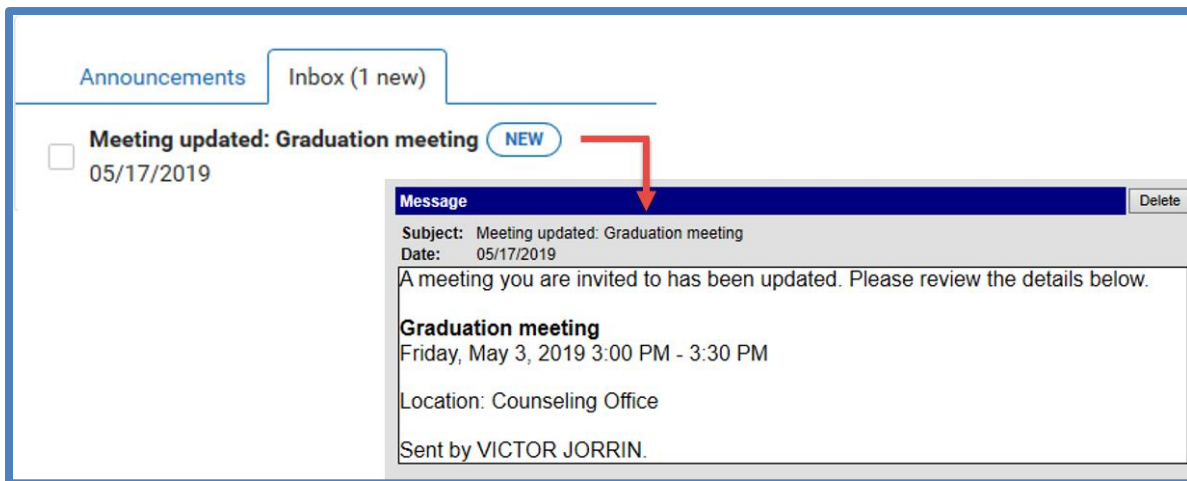 Announcements
Inbox (1 new)
Meeting updated: Graduation meeting NEW
05/17/2019
Message
Delete
Subject: Meeting updated: Graduation meeting
Date: 05/17/2019
A meeting you are invited to has been updated. Please review the details below.
Graduation meeting
Friday, May 3, 2019 3:00 PM - 3:30 PM
Location: Counseling Office
Sent by VICTOR JORRIN.